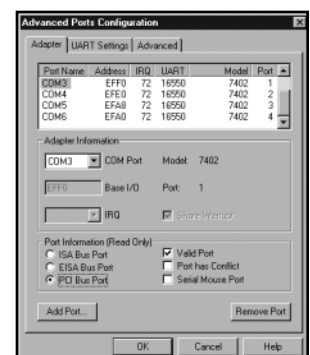 Advanced Ports Configuration
Adapter UART Settings Advanced
Port Name Address IRQ UART Model Port
COM3 EFF0 72 16550 7402 1
COM4 EFE0 72 16550 7402 2
COM5 EFA8 72 16550 7402 3
COM6 EFA0 72 16550 7402 4
Adapter Information
COM3 COM Port Model: 7402
EFF0 Base I/O Port: 1
IRQ Share Interrupt
Port Information (Read Only)
ISA Bus Port Valid Port
EISA Bus Port Port has Conflict
PCI Bus Port Serial Mouse Port
Add Port... Remove Port
OK Cancel Help